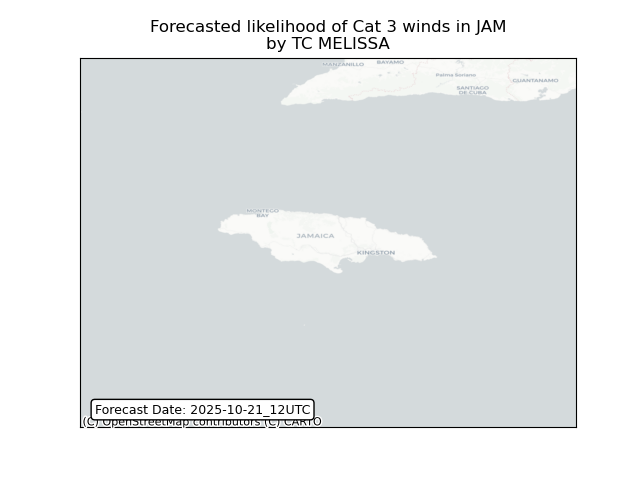 Forecasted likelihood of Cat 3 winds in JAM
by TC MELISSA
MANZANILLO
BAYAMO
Palma Soriano
GUANTANAMO
SANTIAGO
DE CUBA
MONTEGO
BAY
JAMAICA
KINGSTON
Forecast Date: 2025-10-21_12UTC
(C) OpenStreetMap contributors (C) CARTO